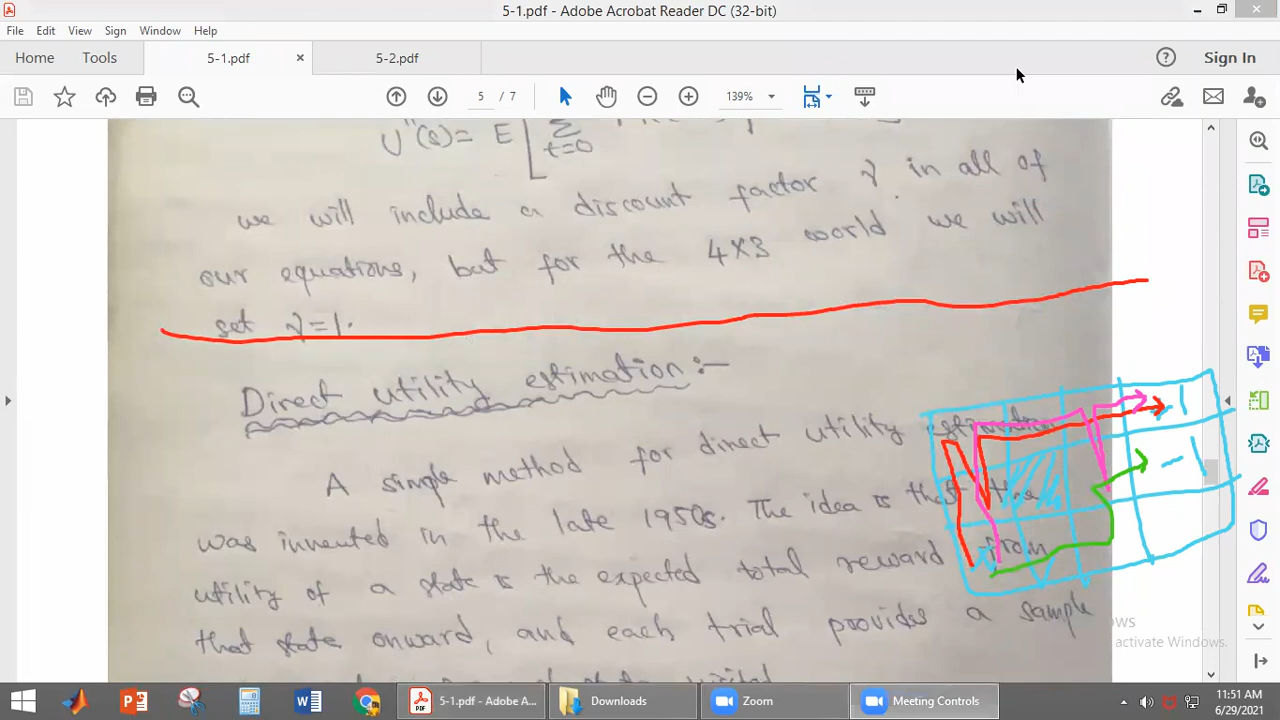 5-1.pdf - Adobe Acrobat Reader DC (32-bit)
File Edit View Sign Window Help
Home Tools 5-1.pdf × 5-2.pdf ? Sign In
5 / 7 139%
U (s)= E [ Σ t=0
we will include a discount factor γ in all of
our equations, but for the 4X3 world we will
set γ=1.
Direct utility estimation :-
A simple method for direct utility estimation
was invented in the late 1950s. The idea is that the
utility of a state is the expected total reward from
that state onward, and each trial provides a sample
1
-1
activate Windows.
5-1.pdf - Adobe A... Downloads Zoom Meeting Controls
11:51 AM
6/29/2021